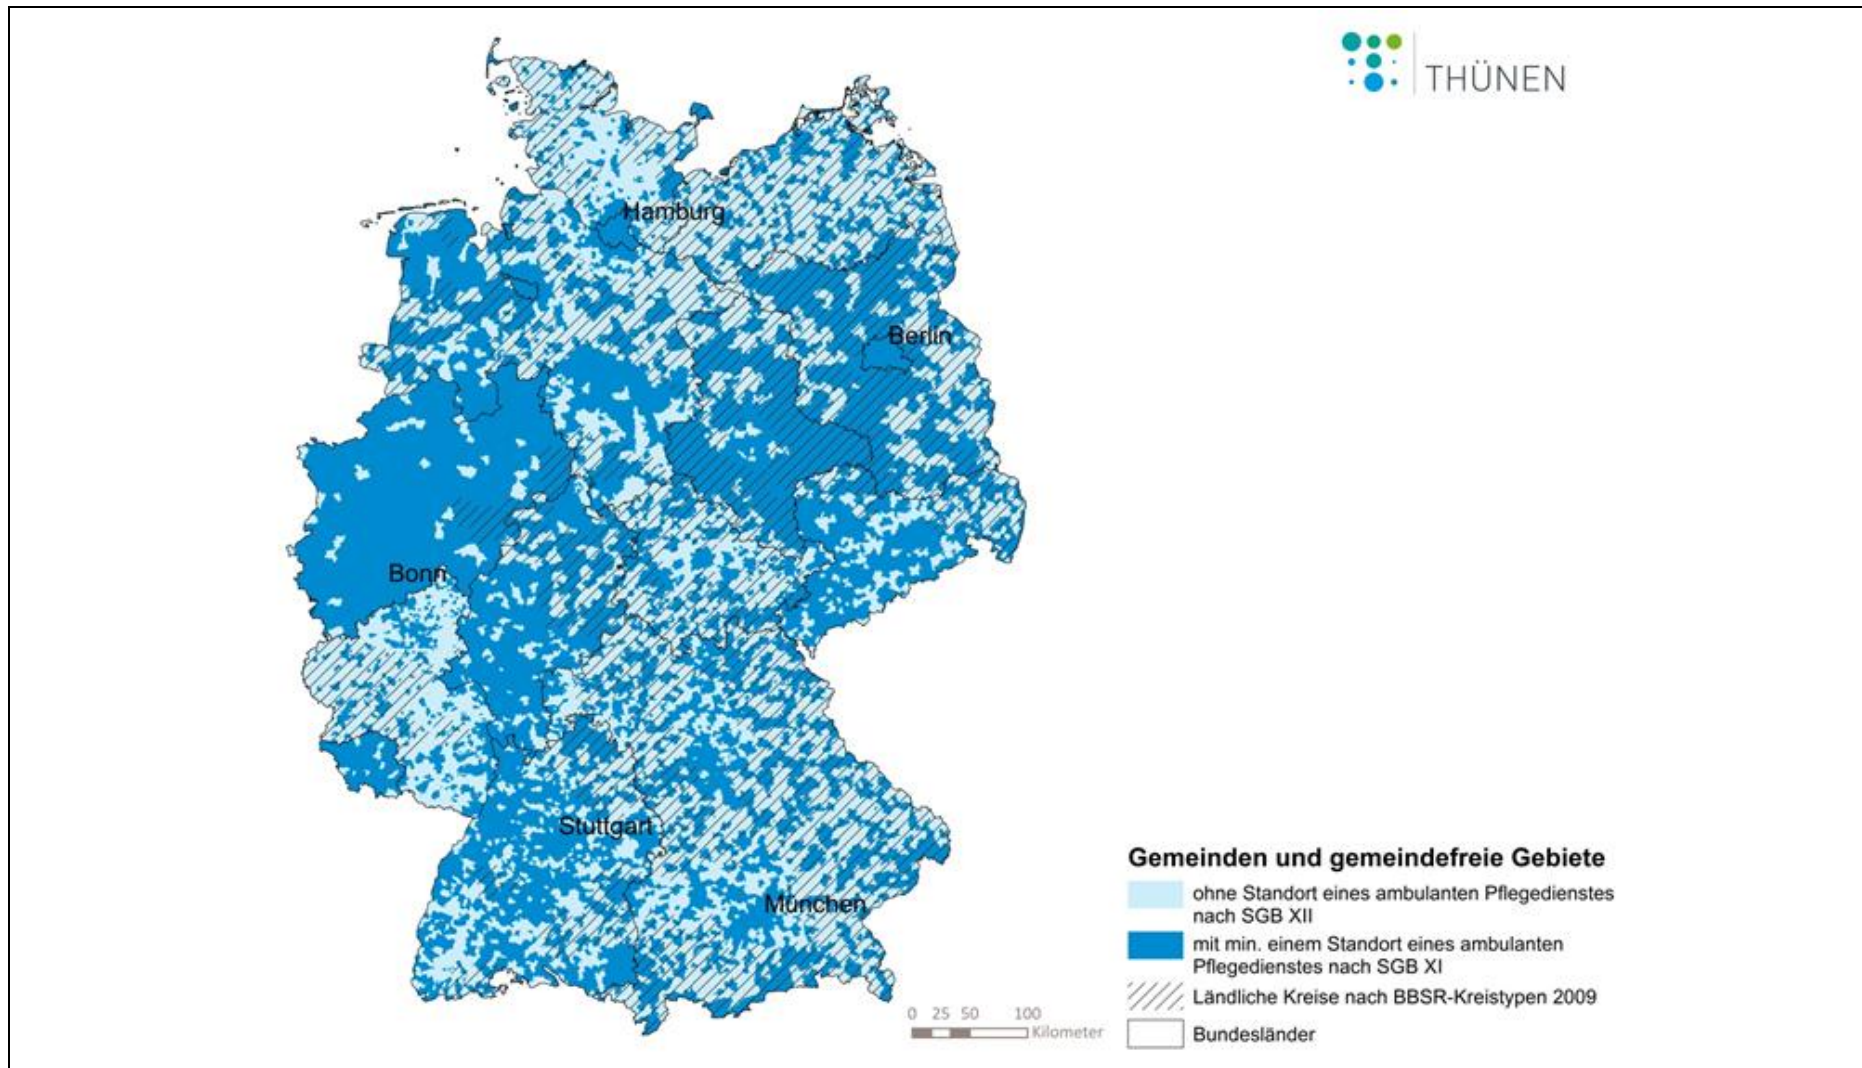 THÜNEN
Hamburg
Berlin
Bonn
Stuttgart
München
Gemeinden und gemeindefreie Gebiete
ohne Standort eines ambulanten Pflegedienstes
nach SGB XII
mit min. einem Standort eines ambulanten
Pflegedienstes nach SGB XI
Ländliche Kreise nach BBSR-Kreistypen 2009
Bundesländer
0 25 50 100
Kilometer